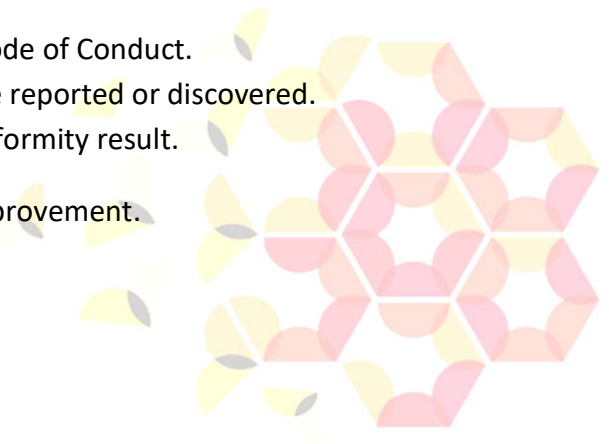 ode of Conduct.
reported or discovered.
formity result.
provement.